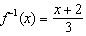 f⁻¹(x) = (x + 2)/3